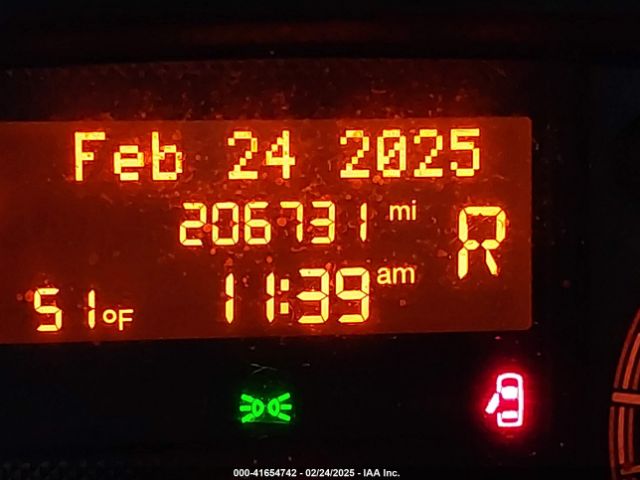 Feb 24 2025
206731 mi
R
51°F 11:39 am
000-41654742 - 02/24/2025 - IAA Inc.